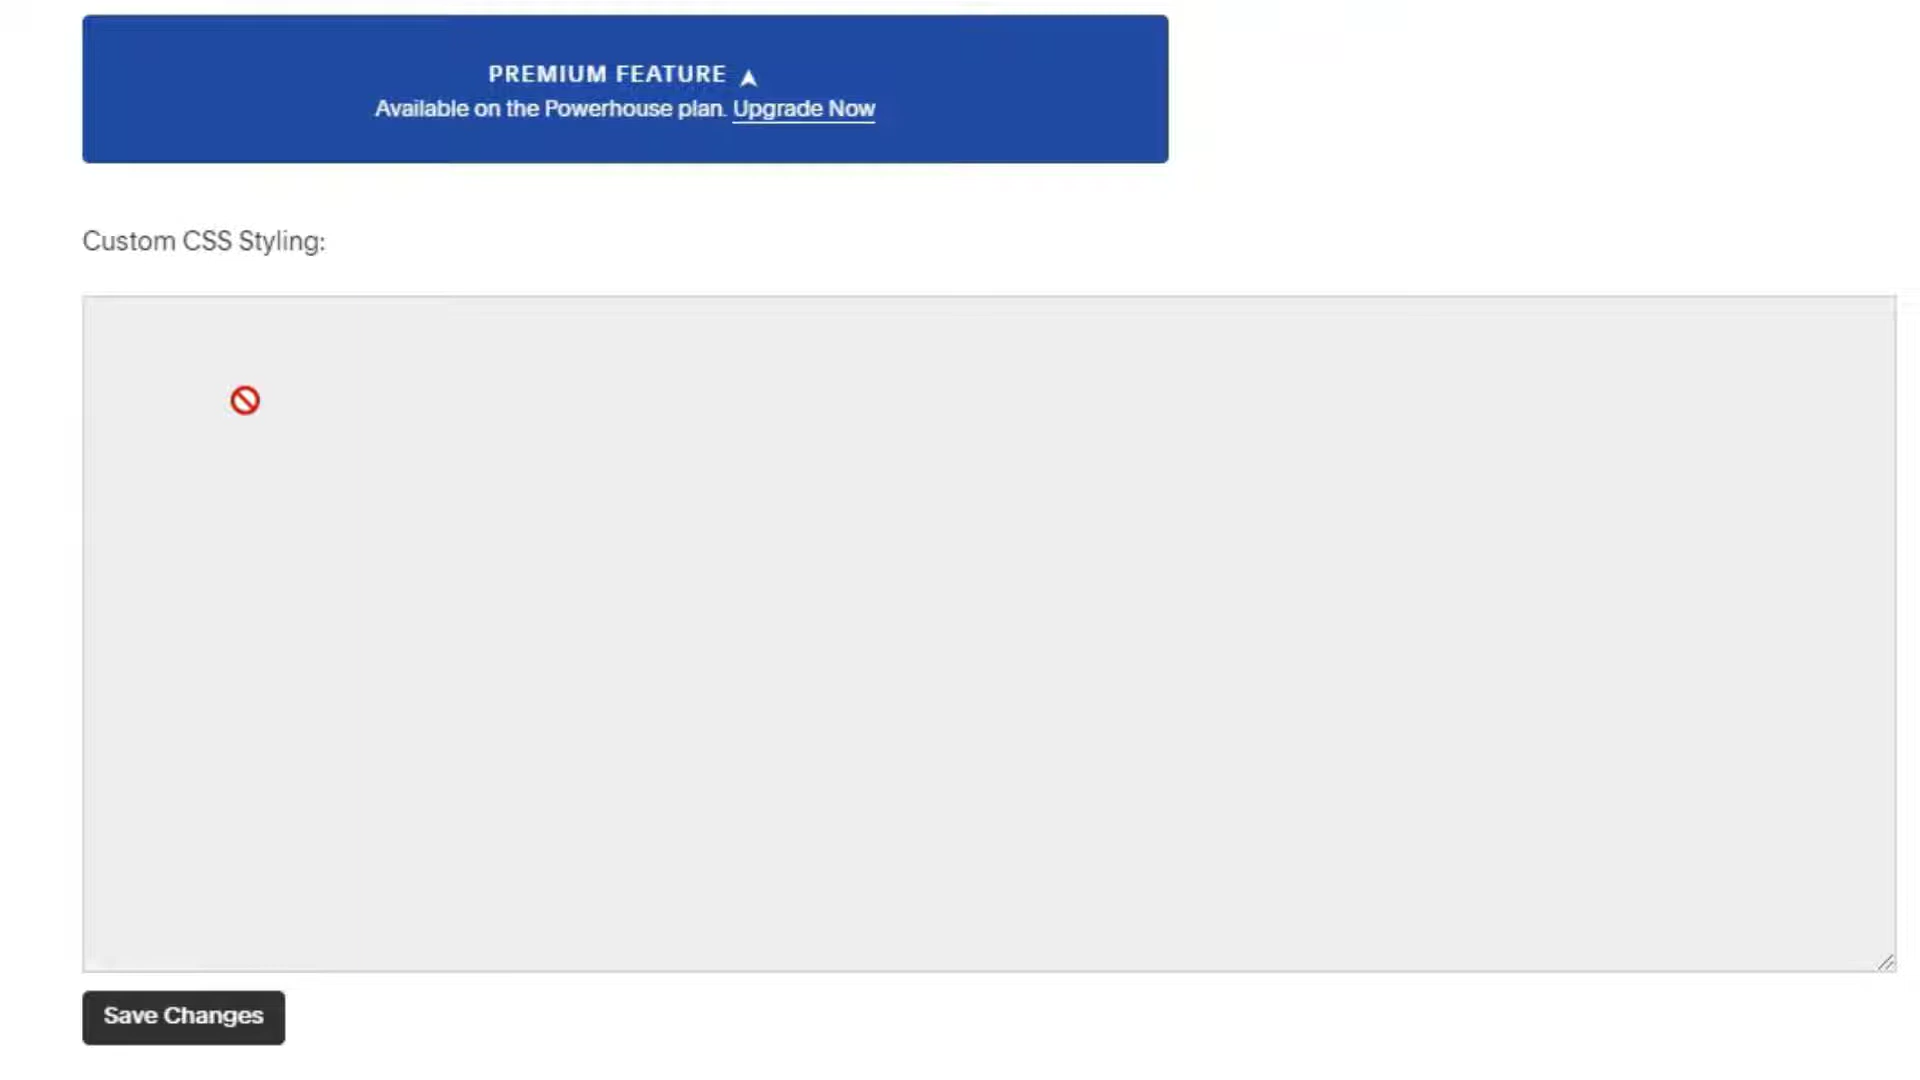 PREMIUM FEATURE
Available on the Powerhouse plan. Upgrade Now
Custom CSS Styling:
Save Changes